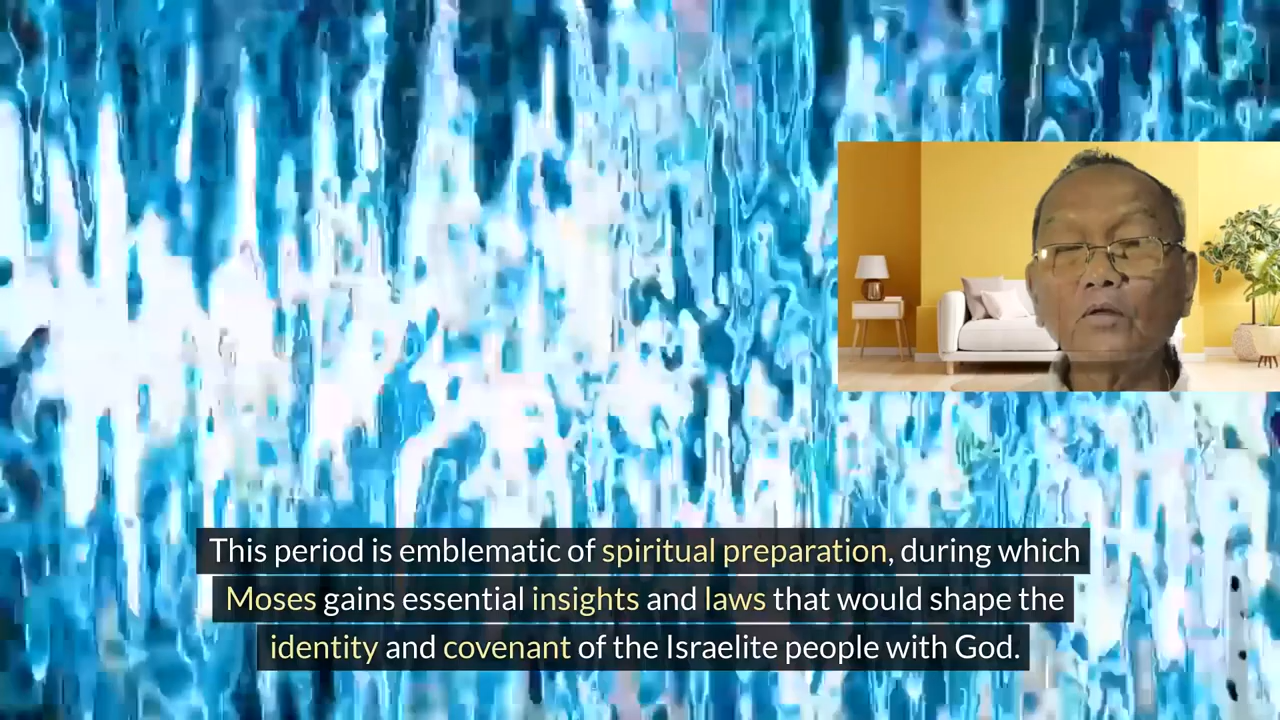 This period is emblematic of spiritual preparation, during which
Moses gains essential insights and laws that would shape the
identity and covenant of the Israelite people with God.